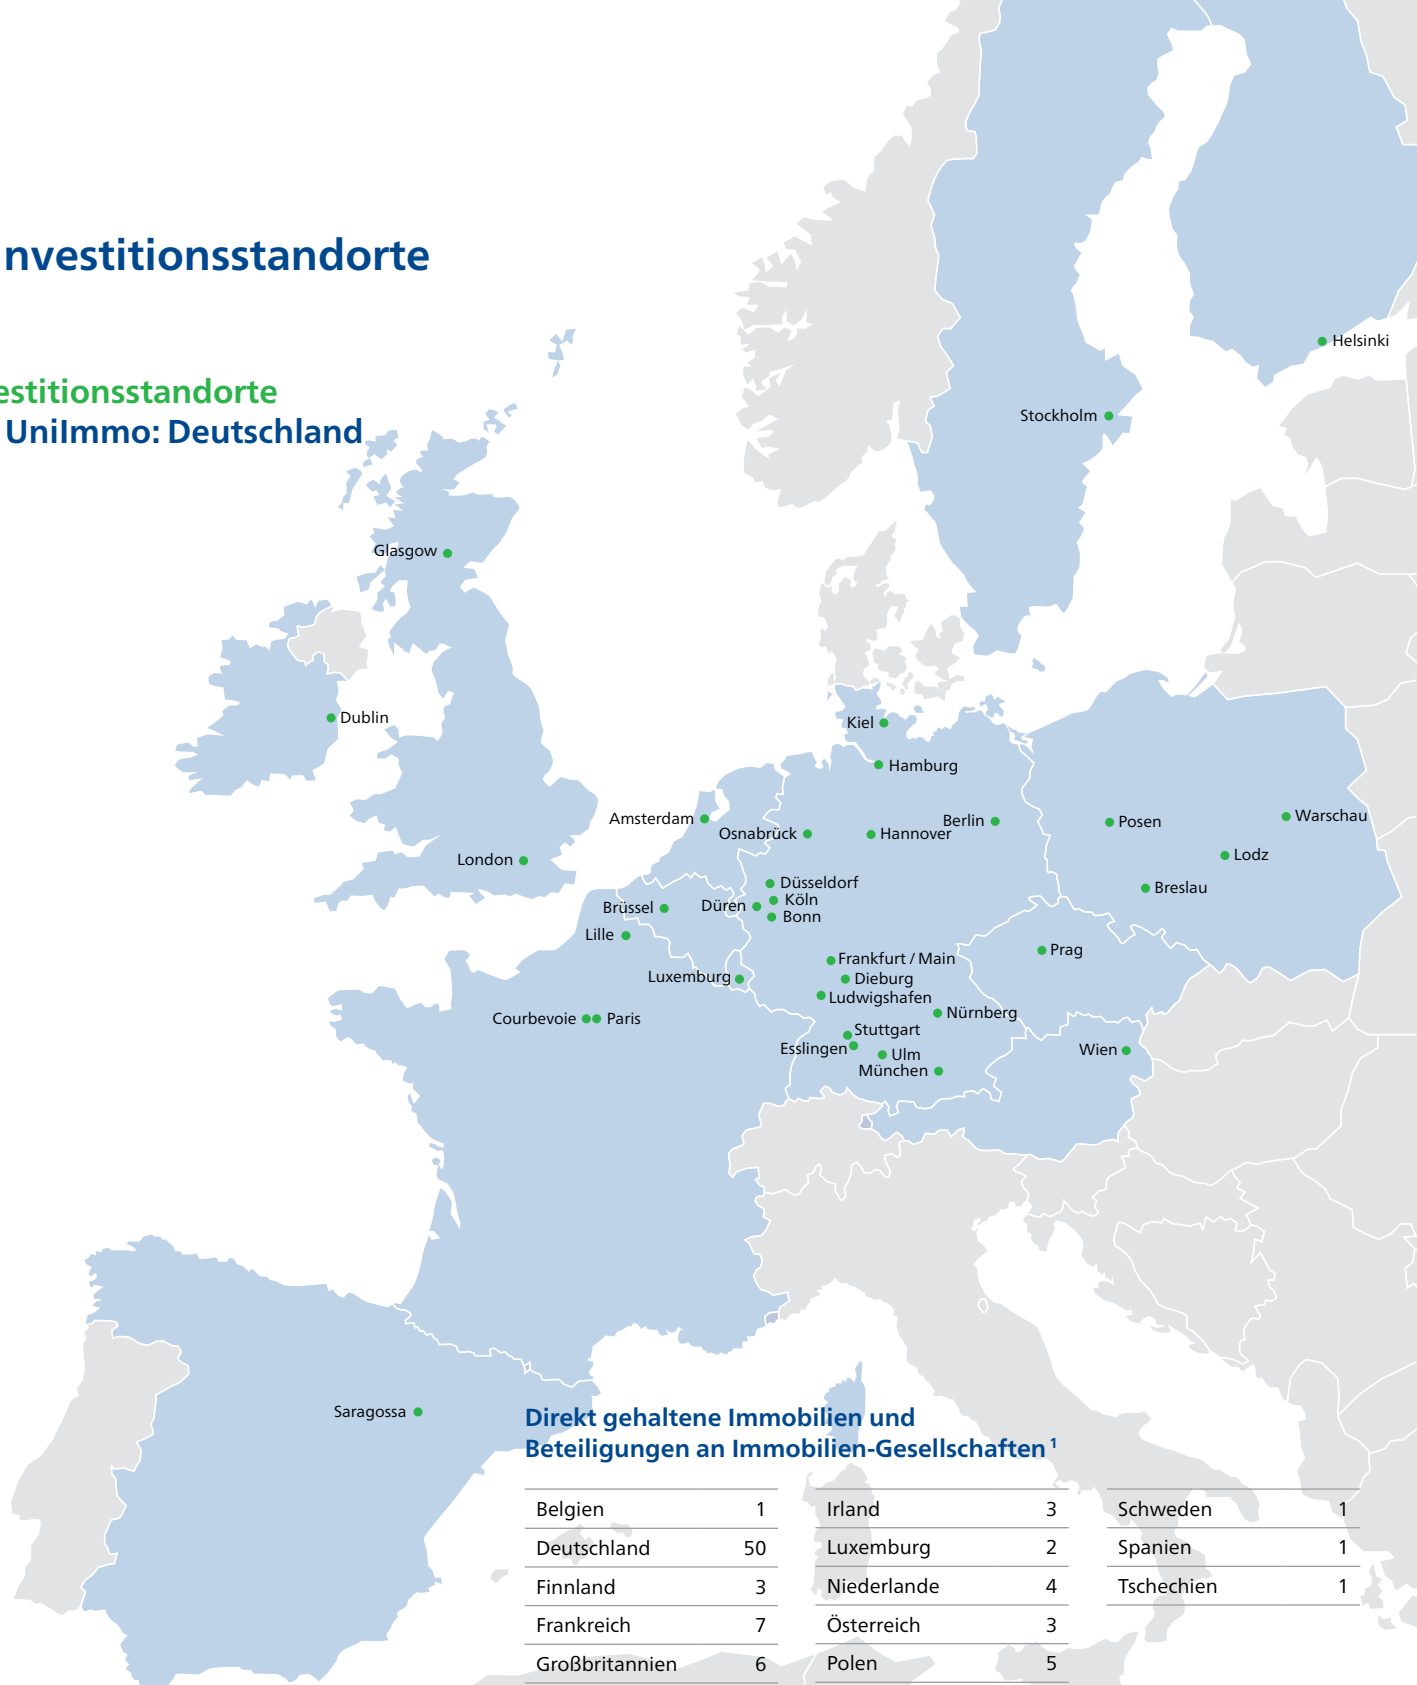 nvestitionsstandorte
estitionsstandorte
UniImmo: Deutschland
Helsinki
Stockholm
Glasgow
Dublin
Kiel
Hamburg
Amsterdam
Osnabrück
Hannover
Berlin
Posen
Warschau
London
Lodz
Düsseldorf
Breslau
Köln
Düren
Brüssel
Bonn
Lille
Prag
Frankfurt / Main
Luxemburg
Dieburg
Ludwigshafen
Nürnberg
Courbevoie
Paris
Stuttgart
Esslingen
Wien
Ulm
München
Saragossa
Direkt gehaltene Immobilien und
Beteiligungen an Immobilien-Gesellschaften 1
Belgien 1
Deutschland 50
Finnland 3
Frankreich 7
Großbritannien 6
Irland 3
Luxemburg 2
Niederlande 4
Österreich 3
Polen 5
Schweden 1
Spanien 1
Tschechien 1